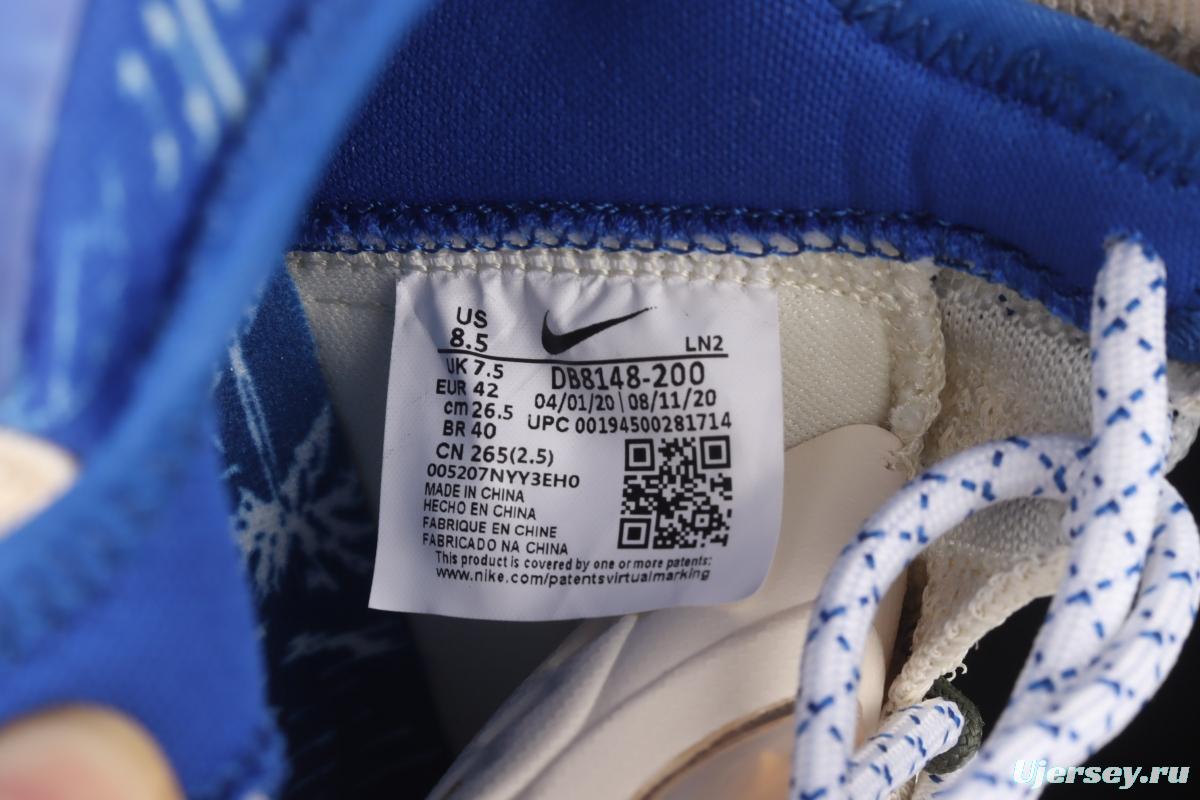 US
8.5
LN2
UK 7.5
DB8148-200
EUR 42
04/01/20 | 08/11/20
cm 26.5
UPC 00194500281714
BR 40
CN 265(2.5)
005207NYY3EH0
MADE IN CHINA
HECHO EN CHINA
FABRIQUE EN CHINE
FABRICADO NA CHINA
This product is covered by one or more patents
www.nike.com/patentsvirtualmarking
Ujersey.ru